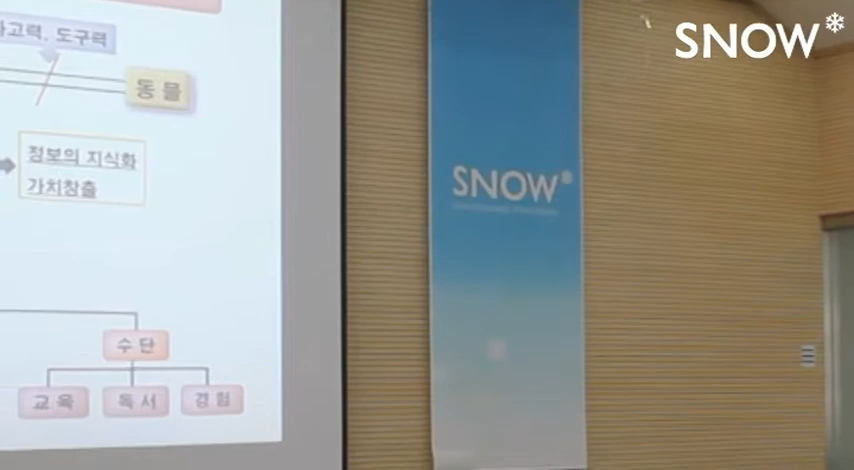 고력, 도구력
동 물
정보의 지식화
가치창출
수 단
교 육
독 서
경 험
SNOW
SNOW